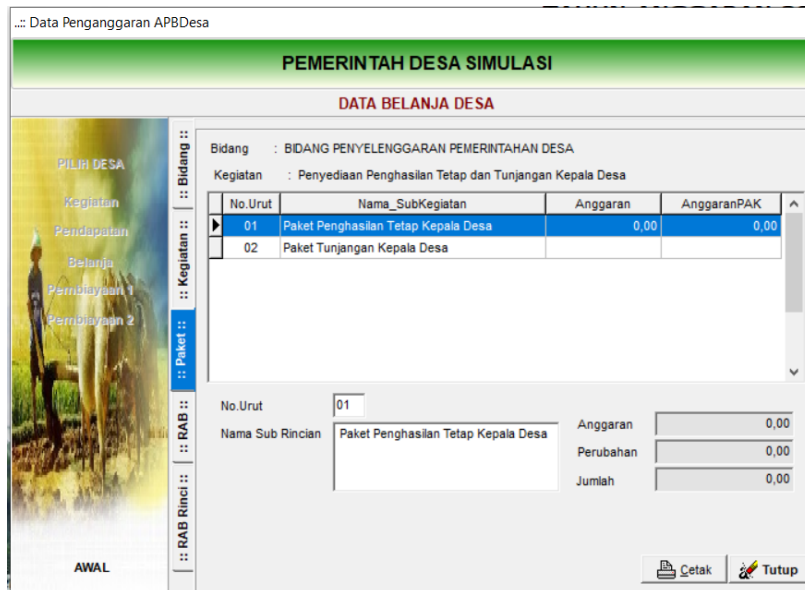 ..:: Data Penganggaran APBDesa
PEMERINTAH DESA SIMULASI
DATA BELANJA DESA
PILIH DESA
Kegiatan
Pendapatan
Belanja
Pembiayaan 1
Pembiayaan 2
AWAL
:: Bidang ::
:: Kegiatan ::
:: Paket ::
:: RAB ::
:: RAB Rinci ::
Bidang : BIDANG PENYELENGGARAN PEMERINTAHAN DESA
Kegiatan : Penyediaan Penghasilan Tetap dan Tunjangan Kepala Desa
No.Urut Nama_SubKegiatan Anggaran AnggaranPAK
01 Paket Penghasilan Tetap Kepala Desa 0,00 0,00
02 Paket Tunjangan Kepala Desa
No.Urut 01
Nama Sub Rincian Paket Penghasilan Tetap Kepala Desa
Anggaran 0,00
Perubahan 0,00
Jumlah 0,00
Cetak Tutup